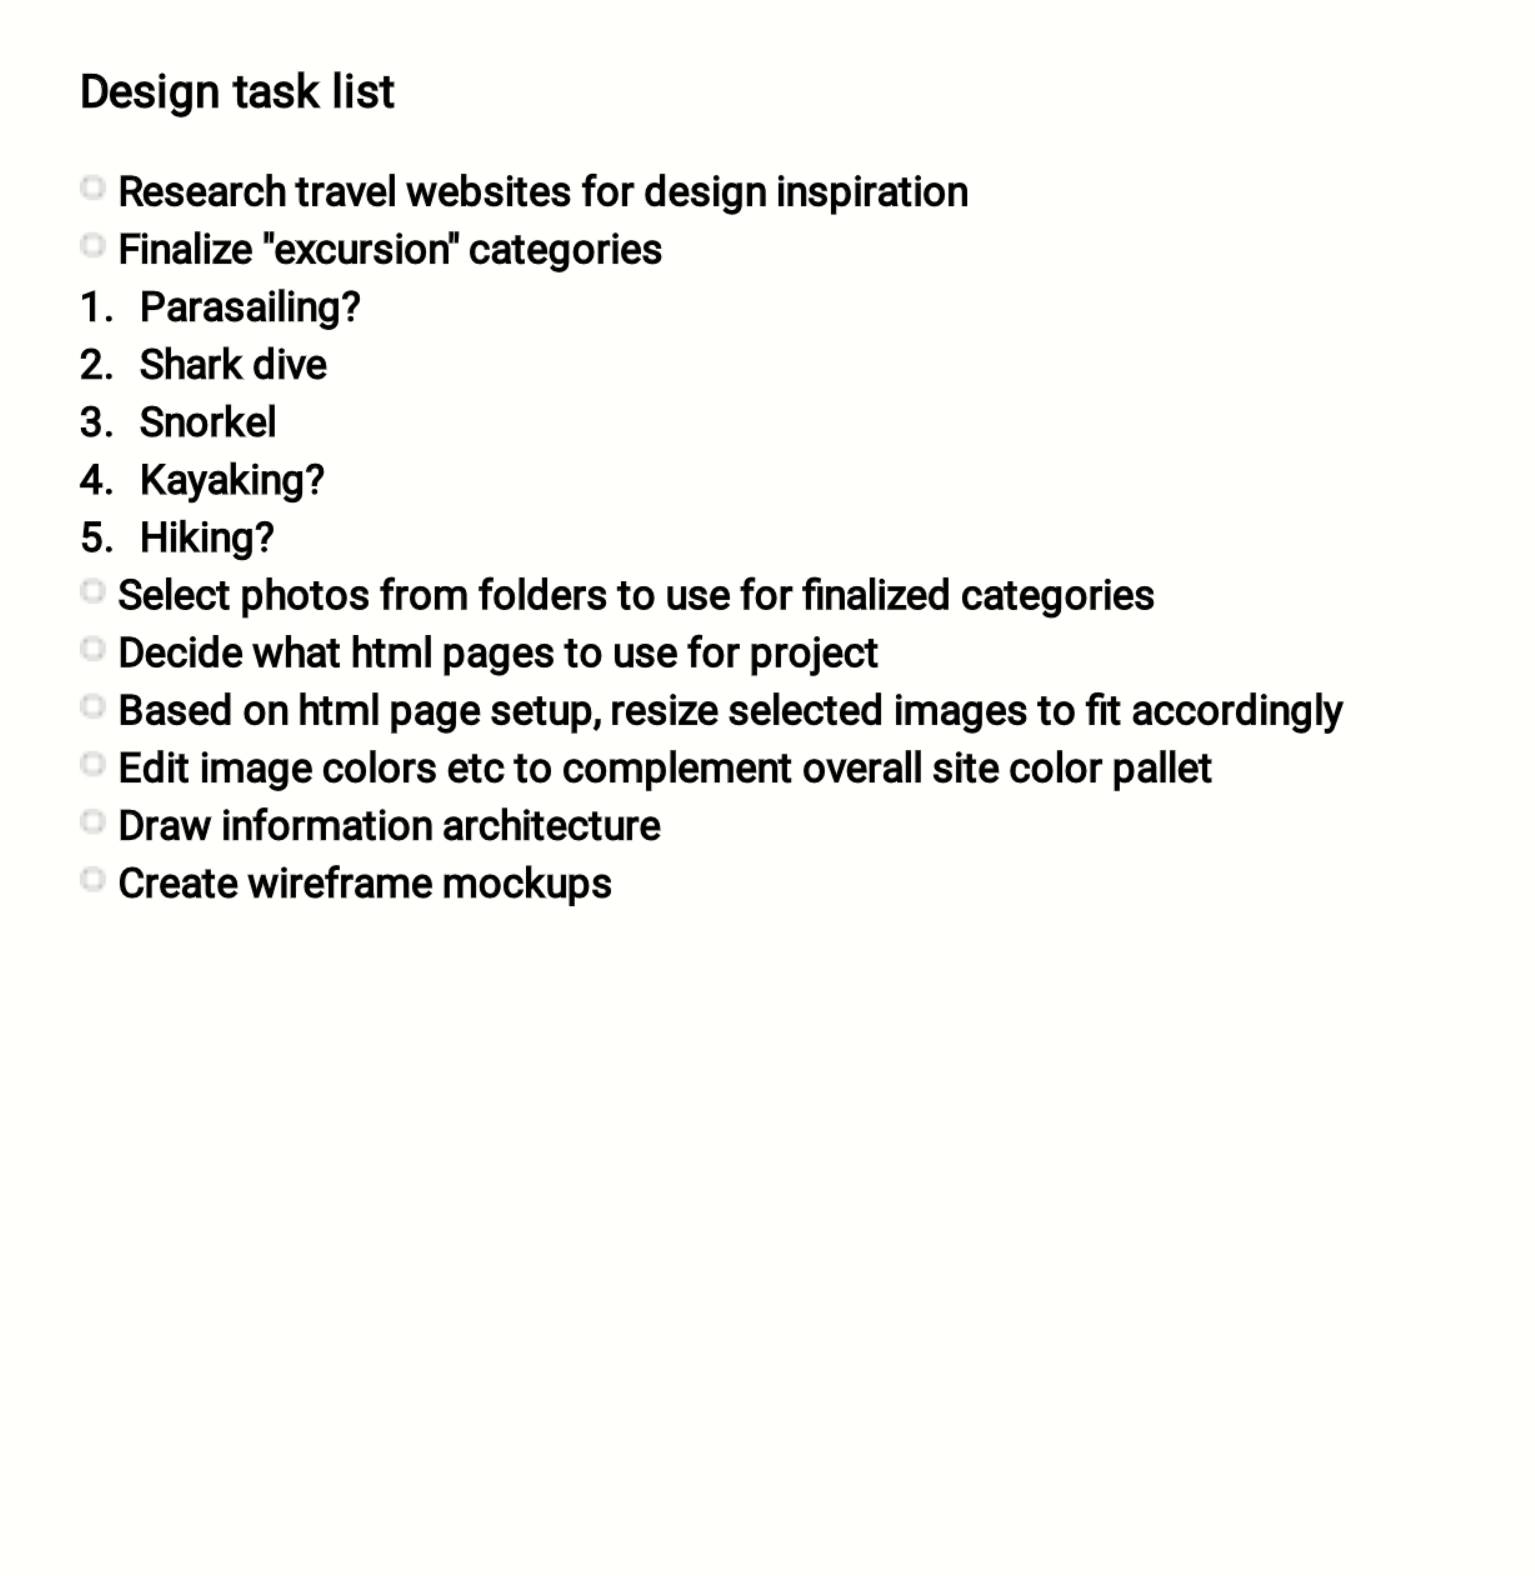 Design task list
Research travel websites for design inspiration
Finalize "excursion" categories
1. Parasailing?
2. Shark dive
3. Snorkel
4. Kayaking?
5. Hiking?
Select photos from folders to use for finalized categories
Decide what html pages to use for project
Based on html page setup, resize selected images to fit accordingly
Edit image colors etc to complement overall site color pallet
Draw information architecture
Create wireframe mockups